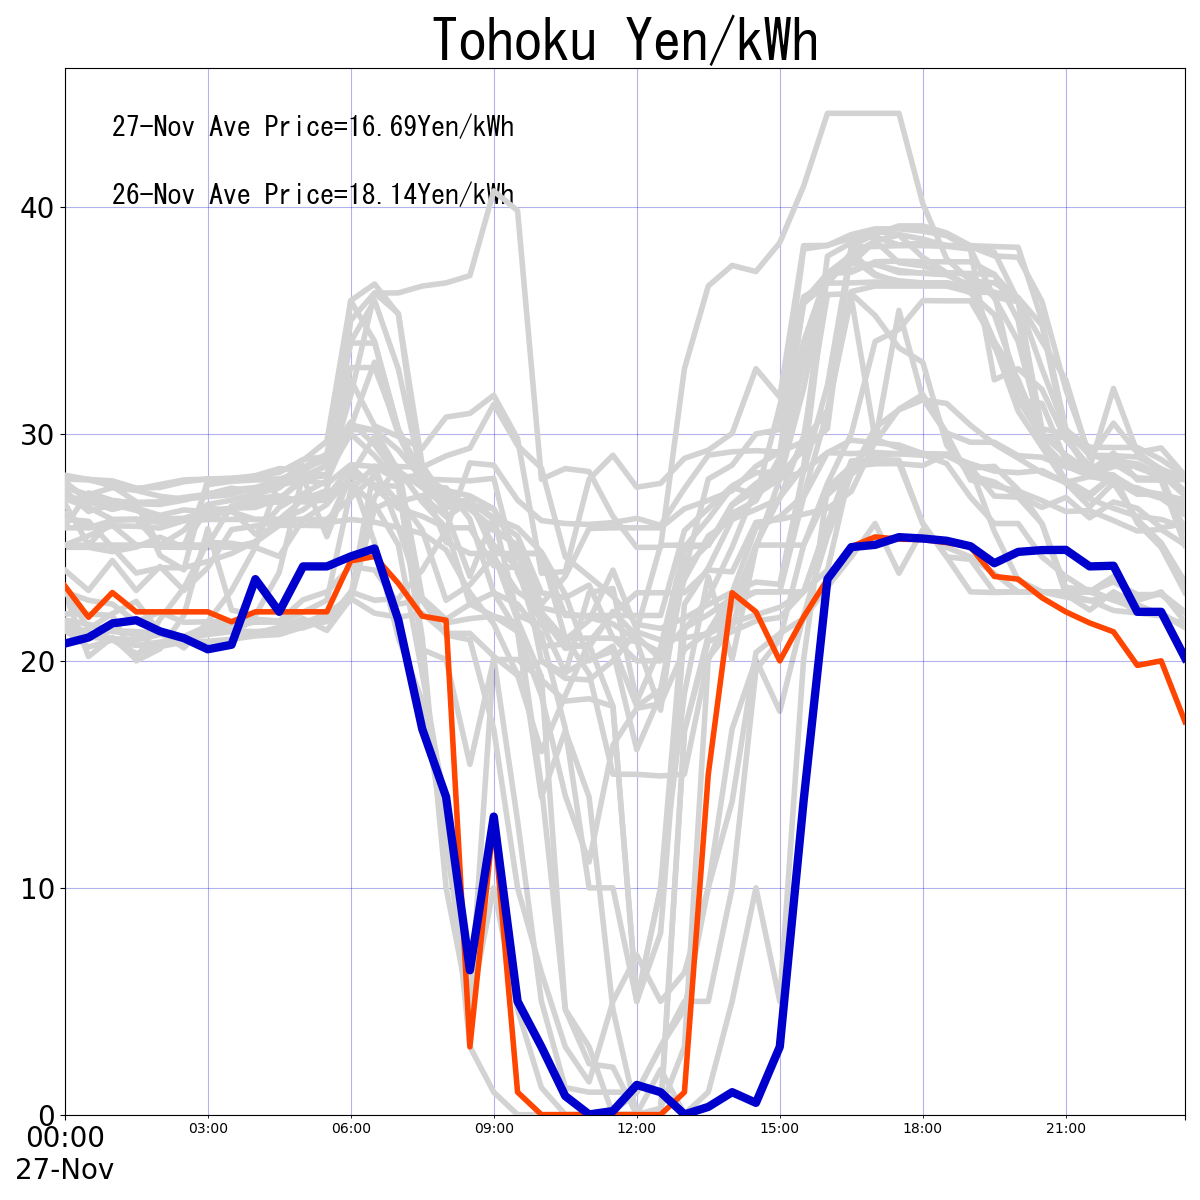 Tohoku Yen/kWh
27-Nov Ave Price=16.69Yen/kWh
26-Nov Ave Price=18.14Yen/kWh
40
30
20
10
0
00:00 03:00 06:00 09:00 12:00 15:00 18:00 21:00
27-Nov